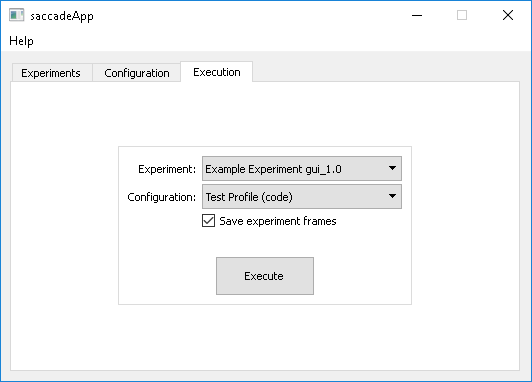 saccadeApp
Help
Experiments Configuration Execution
Experiment: Example Experiment gui_1.0
Configuration: Test Profile (code)
Save experiment frames
Execute